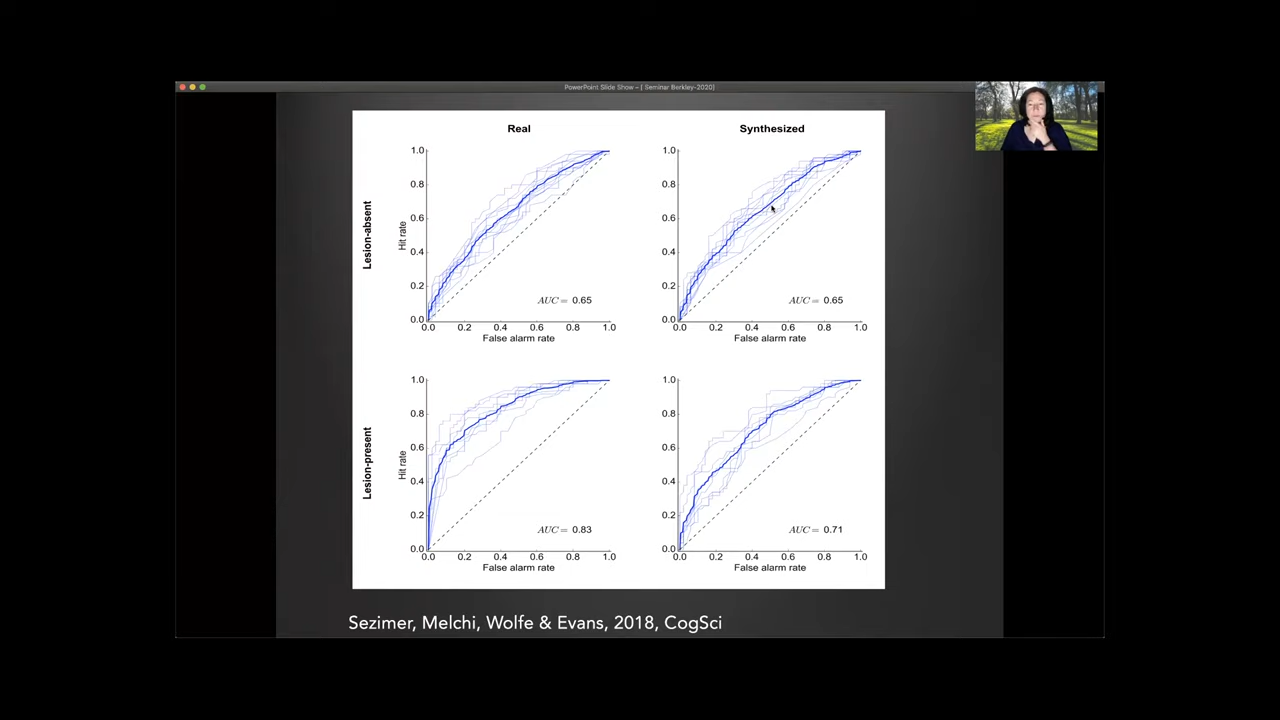 PowerPoint Slide Show - [ Seminar Berkley-2020]
Real
Synthesized
Lesion-absent
Hit rate
1.0
0.8
0.6
0.4
0.2
0.0
0.0 0.2 0.4 0.6 0.8 1.0
False alarm rate
AUC = 0.65
1.0
0.8
0.6
0.4
0.2
0.0
0.0 0.2 0.4 0.6 0.8 1.0
False alarm rate
AUC = 0.65
Lesion-present
Hit rate
1.0
0.8
0.6
0.4
0.2
0.0
0.0 0.2 0.4 0.6 0.8 1.0
False alarm rate
AUC = 0.83
1.0
0.8
0.6
0.4
0.2
0.0
0.0 0.2 0.4 0.6 0.8 1.0
False alarm rate
AUC = 0.71
Sezimer, Melchi, Wolfe & Evans, 2018, CogSci